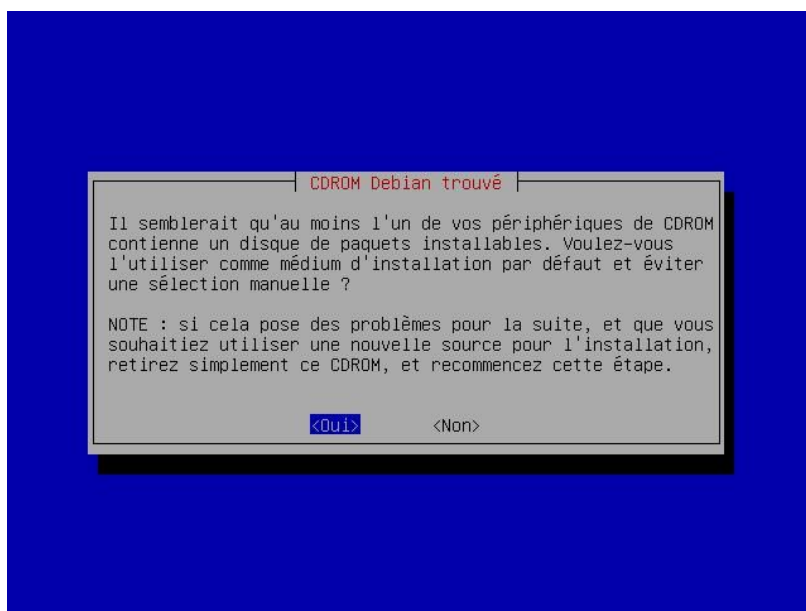 CDROM Debian trouvé
Il semblerait qu'au moins l'un de vos périphériques de CDROM
contienne un disque de paquets installables. Voulez-vous
l'utiliser comme médium d'installation par défaut et éviter
une sélection manuelle ?
NOTE : si cela pose des problèmes pour la suite, et que vous
souhaitiez utiliser une nouvelle source pour l'installation,
retirez simplement ce CDROM, et recommencez cette étape.
<Oui> <Non>